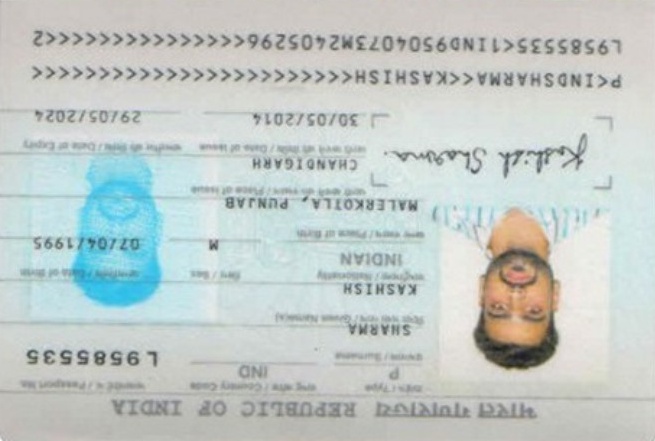 भारत गणराज्य REPUBLIC OF INDIA
टाइप / Type राष्ट्र कोड / Country Code पासपोर्ट न. / Passport No.
P IND L9585535
उपनाम / Surname
SHARMA
दिया गया नाम / Given Name(s)
KASHISH
राष्ट्रीयता / Nationality लिंग / Sex जन्मतिथि / Date of Birth
INDIAN M 07/04/1995
जन्म स्थान / Place of Birth
MALERKOTLA, PUNJAB
जारी करने का स्थान / Place of Issue
CHANDIGARH
जारी करने की तिथि / Date of Issue समाप्ति की तिथि / Date of Expiry
30/05/2014 29/05/2024
Kashish Sharma.
P<INDSHARMA<<KASHISH<<<<<<<<<<<<<<<<<<<<<<<<
L9585535<1IND9504073M2405296<<<<<<<<<<<<<<<2